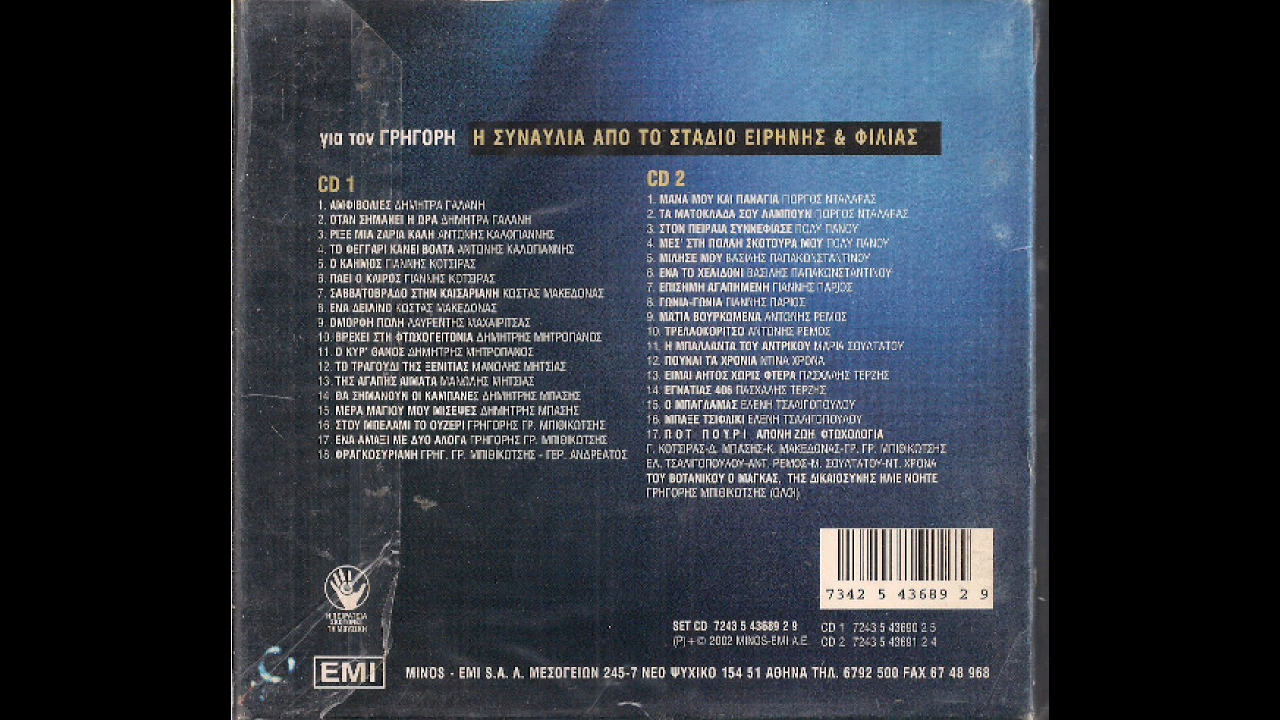 για τον ΓΡΗΓΟΡΗ Η ΣΥΝΑΥΛΙΑ ΑΠΟ ΤΟ ΣΤΑΔΙΟ ΕΙΡΗΝΗΣ & ΦΙΛΙΑΣ
CD 1
1. ΑΜΦΙΒΟΛΙΕΣ ΔΗΜΗΤΡΑ ΓΑΛΑΝΗ
2. ΟΤΑΝ ΣΗΜΑΝΕΙ Η ΩΡΑ ΔΗΜΗΤΡΑ ΓΑΛΑΝΗ
3. ΡΙΞΕ ΜΙΑ ΖΑΡΙΑ ΚΑΛΗ ΑΝΤΩΝΗΣ ΚΑΛΟΓΙΑΝΝΗΣ
4. ΤΟ ΦΕΓΓΑΡΙ ΚΑΝΕΙ ΒΟΛΤΑ ΑΝΤΩΝΗΣ ΚΑΛΟΓΙΑΝΝΗΣ
5. Ο ΚΑΗΜΟΣ ΓΙΑΝΝΗΣ ΚΟΤΣΙΡΑΣ
6. ΠΑΕΙ Ο ΚΑΙΡΟΣ ΓΙΑΝΝΗΣ ΚΟΤΣΙΡΑΣ
7. ΣΑΒΒΑΤΟΒΡΑΔΟ ΣΤΗΝ ΚΑΙΣΑΡΙΑΝΗ ΚΩΣΤΑΣ ΜΑΚΕΔΟΝΑΣ
8. ΕΝΑ ΔΕΙΛΙΝΟ ΚΩΣΤΑΣ ΜΑΚΕΔΟΝΑΣ
9. ΟΜΟΡΦΗ ΠΟΛΗ ΛΑΥΡΕΝΤΗΣ ΜΑΧΑΙΡΙΤΣΑΣ
10. ΒΡΕΧΕΙ ΣΤΗ ΦΤΩΧΟΓΕΙΤΟΝΙΑ ΔΗΜΗΤΡΗΣ ΜΗΤΡΟΠΑΝΟΣ
11. Ο ΚΥΡ' ΘΑΝΟΣ ΔΗΜΗΤΡΗΣ ΜΗΤΡΟΠΑΝΟΣ
12. ΤΟ ΤΡΑΓΟΥΔΙ ΤΗΣ ΞΕΝΙΤΙΑΣ ΜΑΝΩΛΗΣ ΜΗΤΣΙΑΣ
13. ΤΗΣ ΑΓΑΠΗΣ ΑΙΜΑΤΑ ΜΑΝΩΛΗΣ ΜΗΤΣΙΑΣ
14. ΘΑ ΣΗΜΑΝΟΥΝ ΟΙ ΚΑΜΠΑΝΕΣ ΔΗΜΗΤΡΗΣ ΜΠΑΣΗΣ
15. ΜΕΡΑ ΜΑΓΙΟΥ ΜΟΥ ΜΙΣΕΨΕΣ ΔΗΜΗΤΡΗΣ ΜΠΑΣΗΣ
16. ΣΤΟΥ ΜΠΕΛΑΜΙ ΤΟ ΟΥΖΕΡΙ ΓΡΗΓΟΡΗΣ ΓΡ. ΜΠΙΘΙΚΩΤΣΗΣ
17. ΕΝΑ ΑΜΑΞΙ ΜΕ ΔΥΟ ΑΛΟΓΑ ΓΡΗΓΟΡΗΣ ΓΡ. ΜΠΙΘΙΚΩΤΣΗΣ
18. ΦΡΑΓΚΟΣΥΡΙΑΝΗ ΓΡΗΓ. ΓΡ. ΜΠΙΘΙΚΩΤΣΗΣ - ΓΕΡ. ΑΝΔΡΕΑΤΟΣ
CD 2
1. ΜΑΝΑ ΜΟΥ ΚΑΙ ΠΑΝΑΓΙΑ ΓΙΩΡΓΟΣ ΝΤΑΛΑΡΑΣ
2. ΤΑ ΜΑΤΟΚΛΑΔΑ ΣΟΥ ΛΑΜΠΟΥΝ ΓΙΩΡΓΟΣ ΝΤΑΛΑΡΑΣ
3. ΣΤΟΝ ΠΕΙΡΑΙΑ ΣΥΝΝΕΦΙΑΣΕ ΠΟΛΥ ΠΑΝΟΥ
4. ΜΕΣ' ΣΤΗ ΠΟΛΛΗ ΣΚΟΤΟΥΡΑ ΜΟΥ ΠΟΛΥ ΠΑΝΟΥ
5. ΜΙΛΗΣΕ ΜΟΥ ΒΑΣΙΛΗΣ ΠΑΠΑΚΩΝΣΤΑΝΤΙΝΟΥ
6. ΕΝΑ ΤΟ ΧΕΛΙΔΟΝΙ ΒΑΣΙΛΗΣ ΠΑΠΑΚΩΝΣΤΑΝΤΙΝΟΥ
7. ΕΠΙΣΗΜΗ ΑΓΑΠΗΜΕΝΗ ΓΙΑΝΝΗΣ ΠΑΡΙΟΣ
8. ΓΩΝΙΑ-ΓΩΝΙΑ ΓΙΑΝΝΗΣ ΠΑΡΙΟΣ
9. ΜΑΤΙΑ ΒΟΥΡΚΩΜΕΝΑ ΑΝΤΩΝΗΣ ΡΕΜΟΣ
10. ΤΡΕΛΟΚΟΡΙΤΣΟ ΑΝΤΩΝΗΣ ΡΕΜΟΣ
11. Η ΜΠΑΛΛΑΝΤΑ ΤΟΥ ΑΝΤΡΙΚΟΥ ΜΑΡΙΑ ΣΟΥΛΤΑΤΟΥ
12. ΠΟΥΝΑΙ ΤΑ ΧΡΟΝΙΑ ΝΤΙΝΑ ΧΡΟΝΑ
13. ΕΙΜΑΙ ΑΗΤΟΣ ΧΩΡΙΣ ΦΤΕΡΑ ΠΑΣΧΑΛΗΣ ΤΕΡΖΗΣ
14. ΕΓΝΑΤΙΑΣ 406 ΠΑΣΧΑΛΗΣ ΤΕΡΖΗΣ
15. Ο ΜΠΑΓΛΑΜΑΣ ΕΛΕΝΗ ΤΣΑΛΙΓΟΠΟΥΛΟΥ
16. ΜΠΑΞΕ ΤΣΙΦΛΙΚΙ ΕΛΕΝΗ ΤΣΑΛΙΓΟΠΟΥΛΟΥ
17. ΠΟΤ ΠΟΥΡΙ ΑΠΟΝΗ ΖΩΗ, ΦΤΩΧΟΛΟΓΙΑ
Γ. ΚΟΤΣΙΡΑΣ-Δ. ΜΠΑΣΗΣ-Κ. ΜΑΚΕΔΟΝΑΣ-ΓΡ. ΓΡ. ΜΠΙΘΙΚΩΤΣΗΣ
ΕΛ. ΤΣΑΛΙΓΟΠΟΥΛΟΥ-ΑΝΤ. ΡΕΜΟΣ-Μ. ΣΟΥΛΤΑΤΟΥ-ΝΤ. ΧΡΟΝΑ
ΤΟΥ ΒΟΤΑΝΙΚΟΥ Ο ΜΑΓΚΑΣ, ΤΗΣ ΔΙΚΑΙΟΣΥΝΗΣ ΗΛΙΕ ΝΟΗΤΕ
ΓΡΗΓΟΡΗΣ ΜΠΙΘΙΚΩΤΣΗΣ (ΟΛΟΙ)
7342 5 43689 2 9
Η ΠΕΙΡΑΤΕΙΑ
ΣΚΟΤΩΝΕΙ
ΤΗ ΜΟΥΣΙΚΗ
SET CD 7243 5 43689 2 9
(P) + © 2002 MINOS-EMI A.E.
CD 1 7243 5 43690 2 5
CD 2 7243 5 43691 2 4
EMI
MINOS - EMI S.A. Λ. ΜΕΣΟΓΕΙΩΝ 245-7 ΝΕΟ ΨΥΧΙΚΟ 154 51 ΑΘΗΝΑ ΤΗΛ. 6792 500 FAX 67 48 968